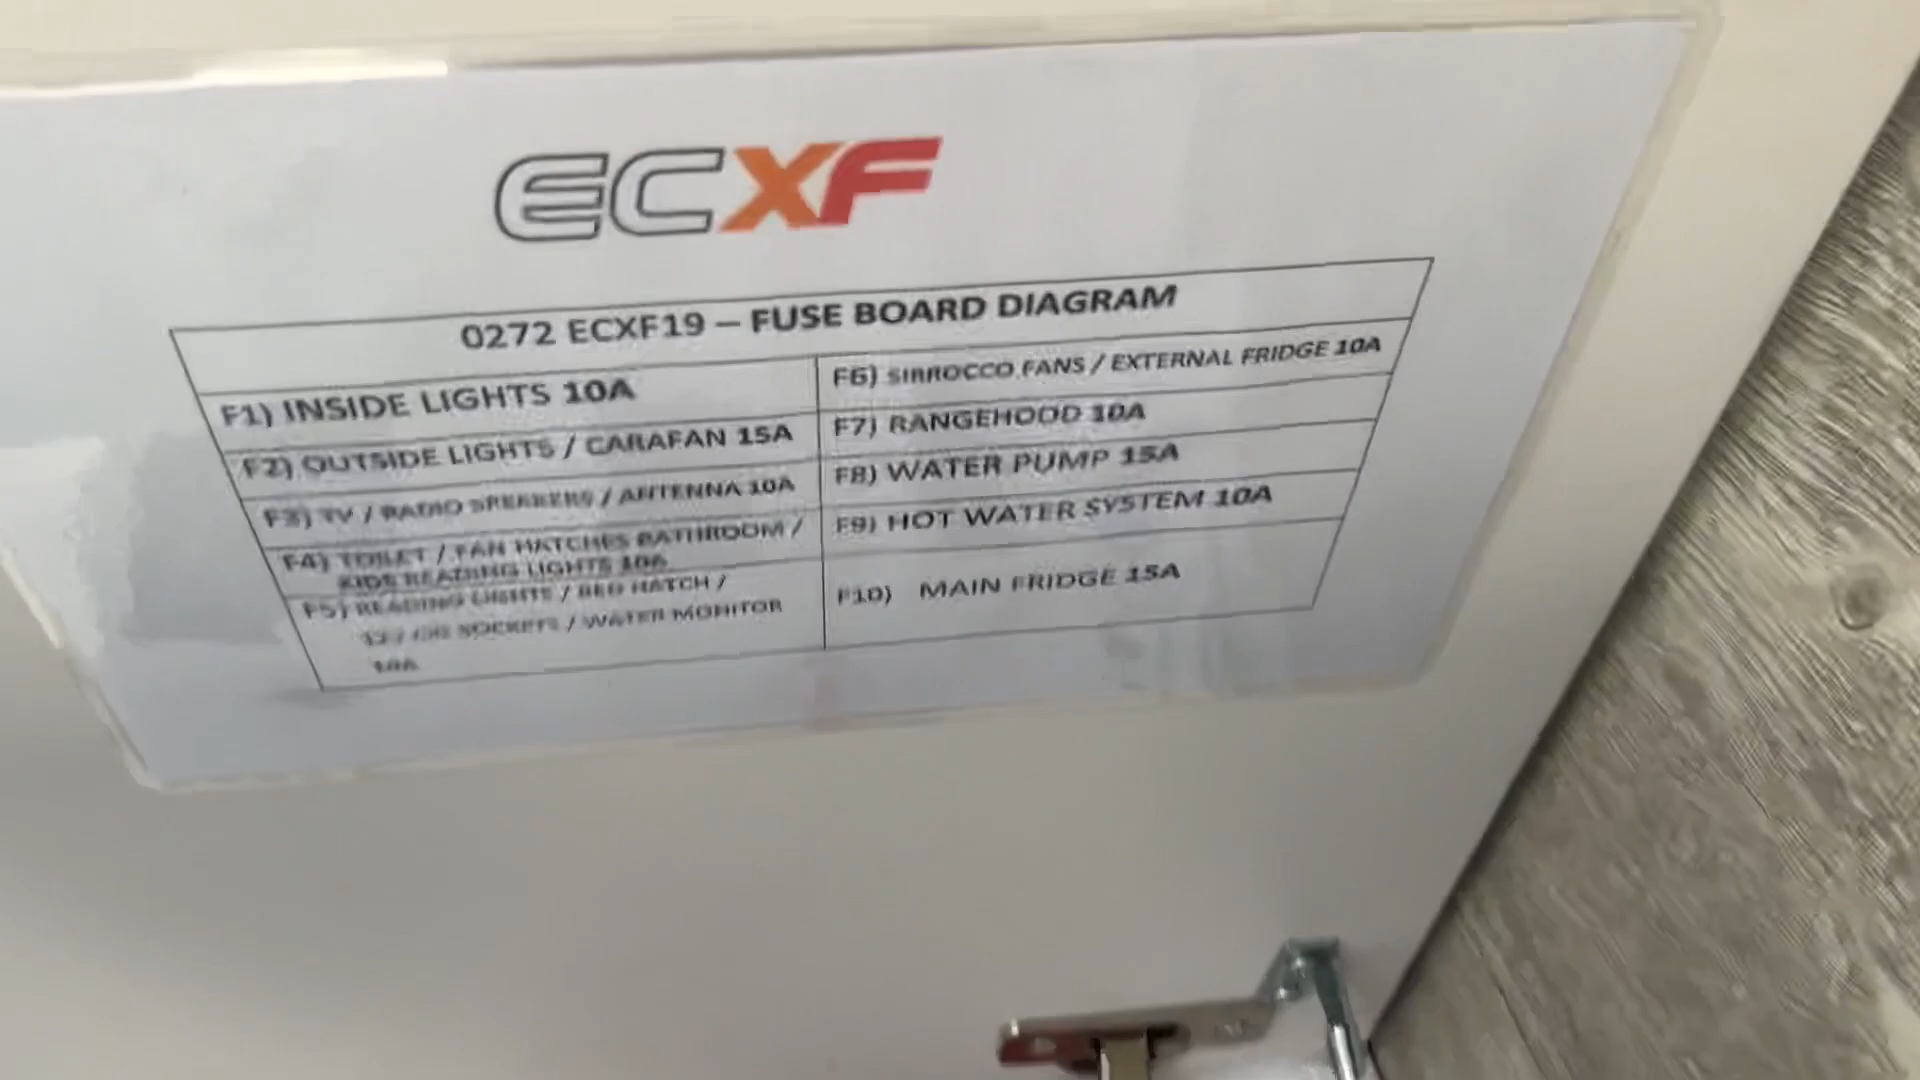 ECXF
0272 ECXF19 – FUSE BOARD DIAGRAM
F1) INSIDE LIGHTS 10A
F2) OUTSIDE LIGHTS / CARAFAN 15A
F3) TV / RADIO SPEAKERS / ANTENNA 10A
F4) TOILET / FAN HATCHES BATHROOM /
KIDS READING LIGHTS 10A
F5) READING LIGHTS / BED HATCH /
SOCKETS / WATER MONITOR
10A
F6) SIRROCCO FANS / EXTERNAL FRIDGE 10A
F7) RANGEHOOD 10A
F8) WATER PUMP 15A
F9) HOT WATER SYSTEM 10A
F10) MAIN FRIDGE 15A